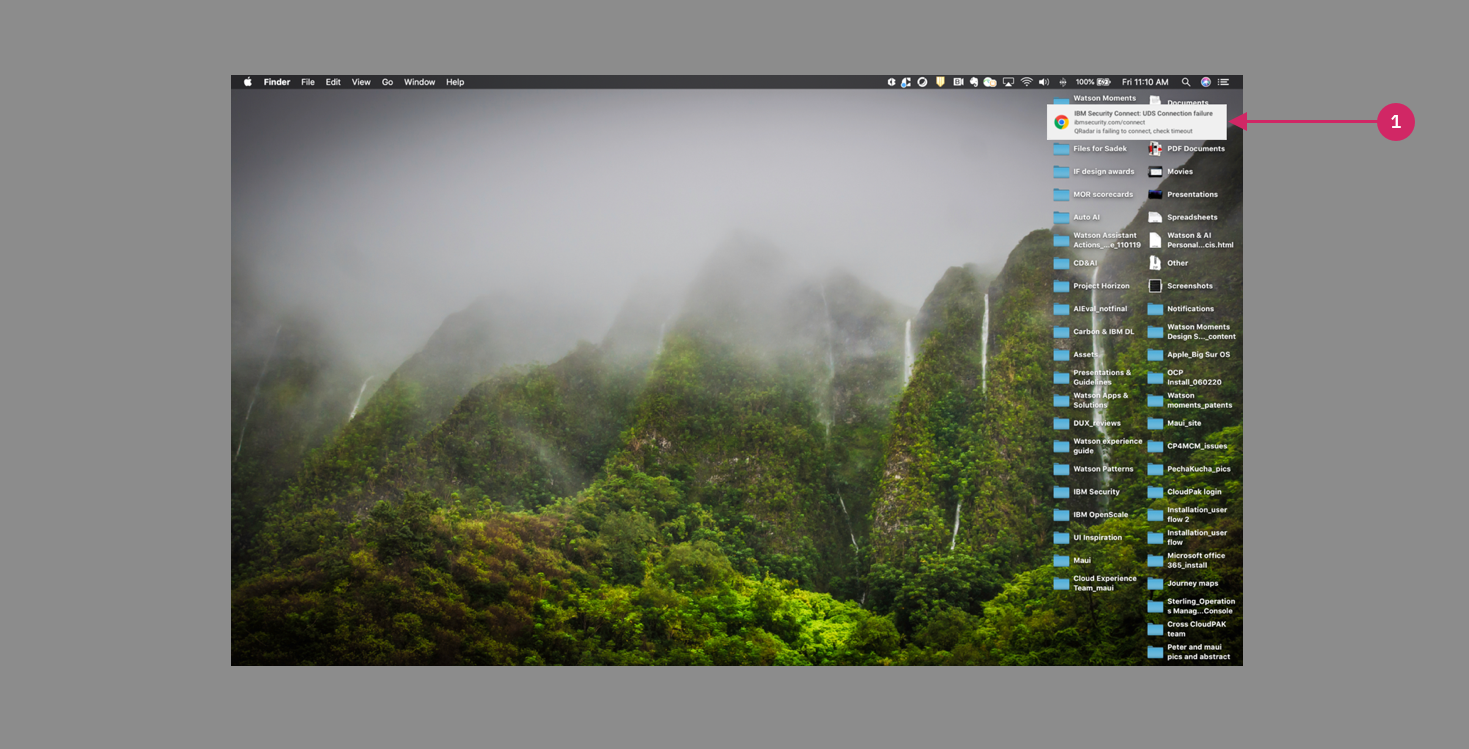 Finder File Edit View Go Window Help
100% Fri 11:10 AM
Watson Moments
Documents
IBM Security Connect: UDS Connection failure
ibmsecurity.com/connect
QRadar is failing to connect, check timeout
1
Files for Sadek
IF design awards
MOR scorecards
Auto AI
Watson Assistant
Actions_...e_110119
CD&AI
Project Horizon
AIEval_notfinal
Carbon & IBM DL
Assets
Presentations &
Guidelines
Watson Apps &
Solutions
DUX_reviews
Watson experience
guide
Watson Patterns
IBM Security
IBM OpenScale
UI Inspiration
Maui
Cloud Experience
Team_maui
PDF Documents
Movies
Presentations
Spreadsheets
Watson & AI
Personal...cis.html
Other
Screenshots
Notifications
Watson Moments
Design S..._content
Apple_Big Sur OS
OCP
Install_060220
Watson
moments_patents
Maui_site
CP4MCM_issues
PechaKucha_pics
CloudPak login
Installation_user
flow 2
Installation_user
flow
Microsoft office
365_install
Journey maps
Sterling_Operation
s Manag...Console
Cross CloudPAK
team
Peter and maui
pics and abstract